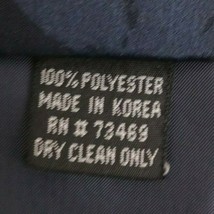 100% POLYESTER
MADE IN KOREA
RN # 73469
DRY CLEAN ONLY